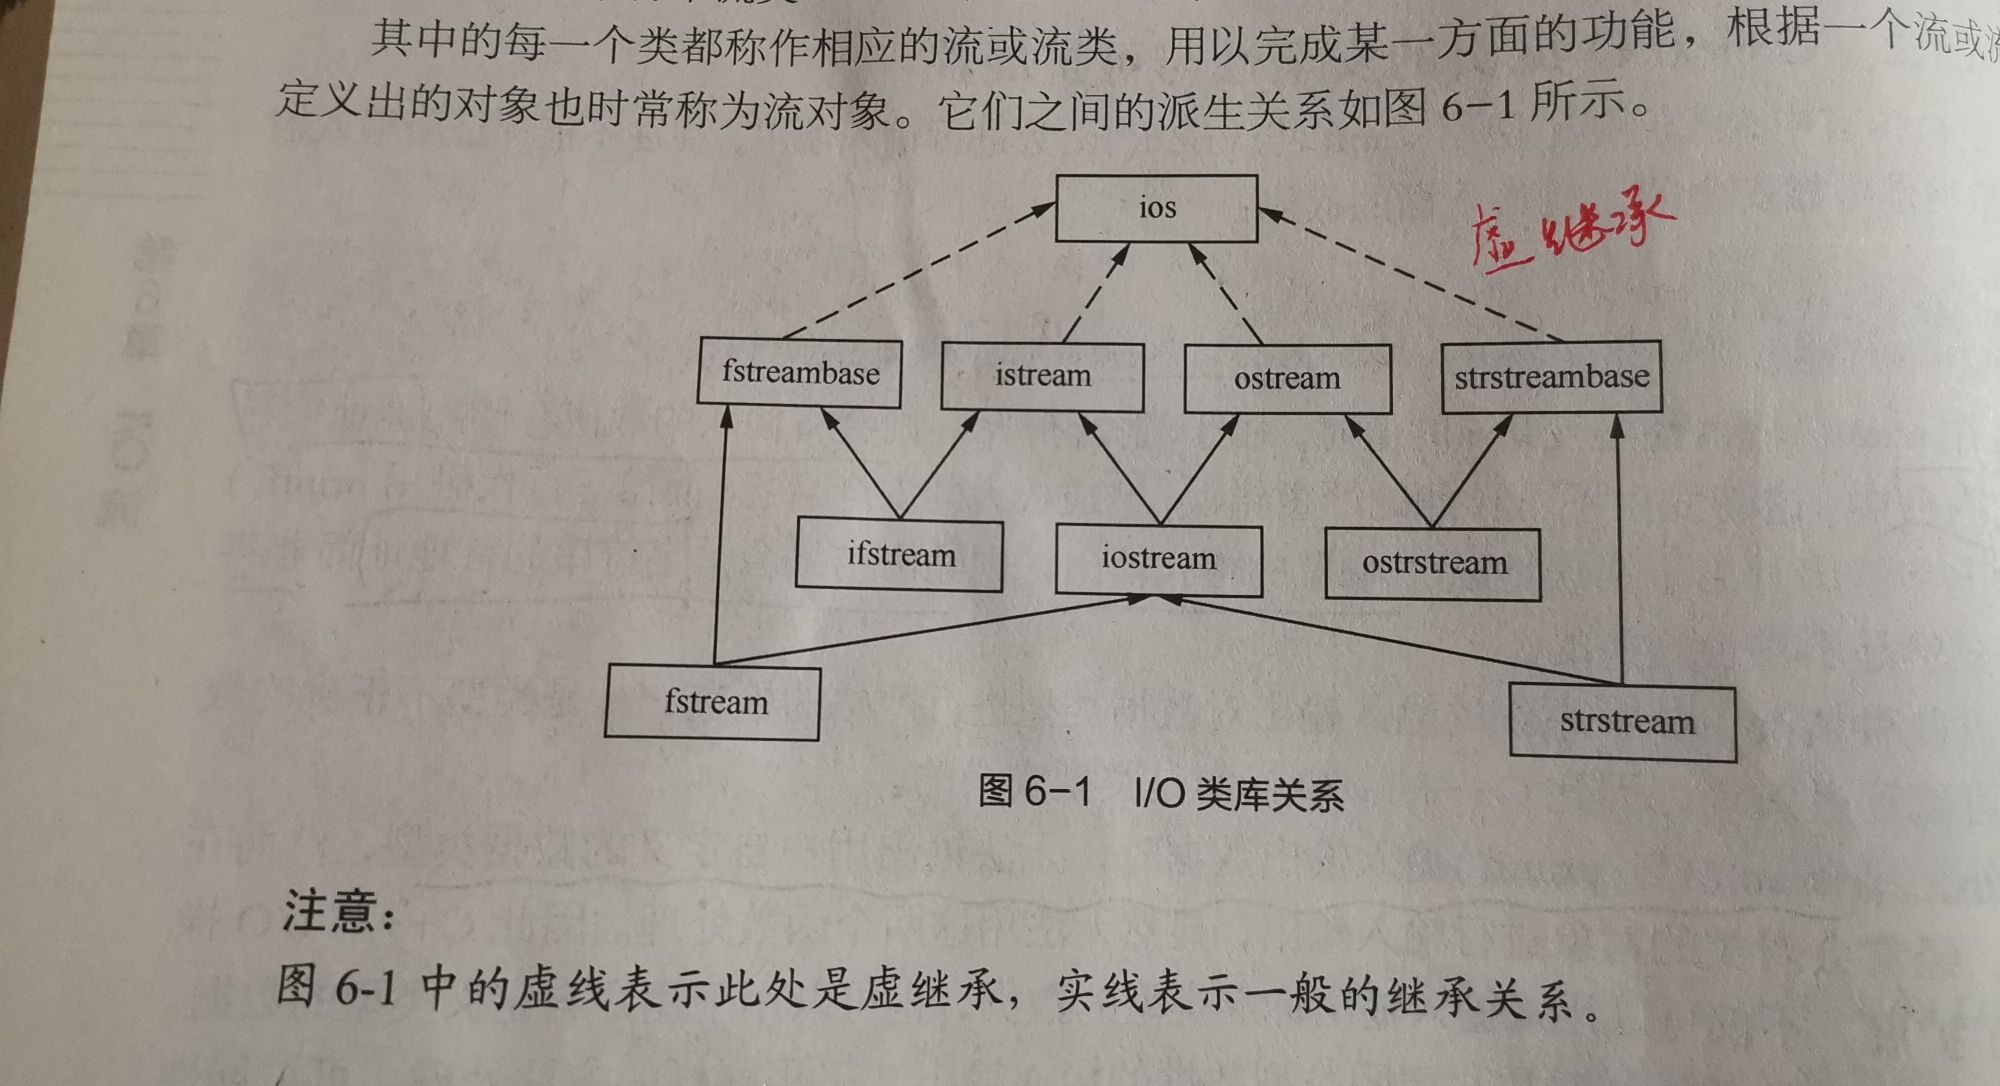 其中的每一个类都称作相应的流或流类，用以完成某一方面的功能，根据一个流或
定义出的对象也时常称为流对象。它们之间的派生关系如图 6-1 所示。
ios
虚继承
fstreambase
istream
ostream
strstreambase
ifstream
iostream
ostrstream
fstream
strstream
图 6-1 I/O 类库关系
注意：
图 6-1 中的虚线表示此处是虚继承，实线表示一般的继承关系。